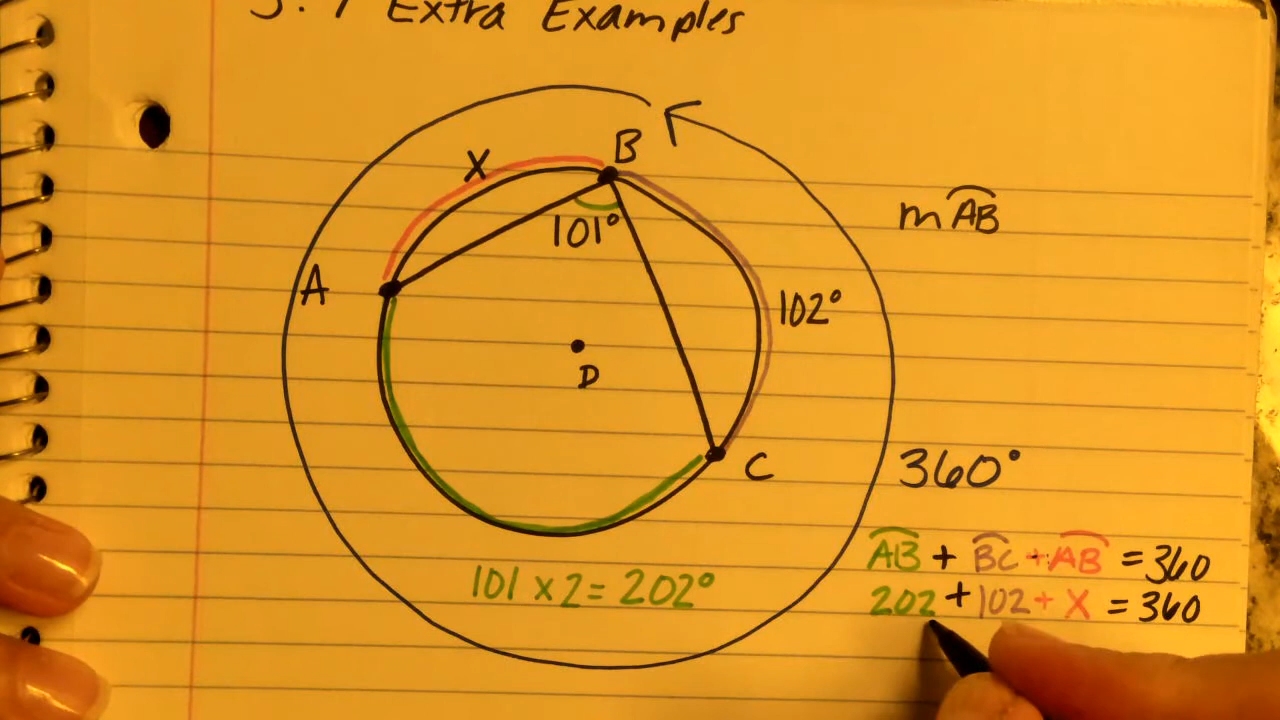 Extra Examples
B
X
101°
m AB
A
102°
D
C
360°
AB + BC + AB = 360
101 x 2 = 202°
202 + 102 + X = 360